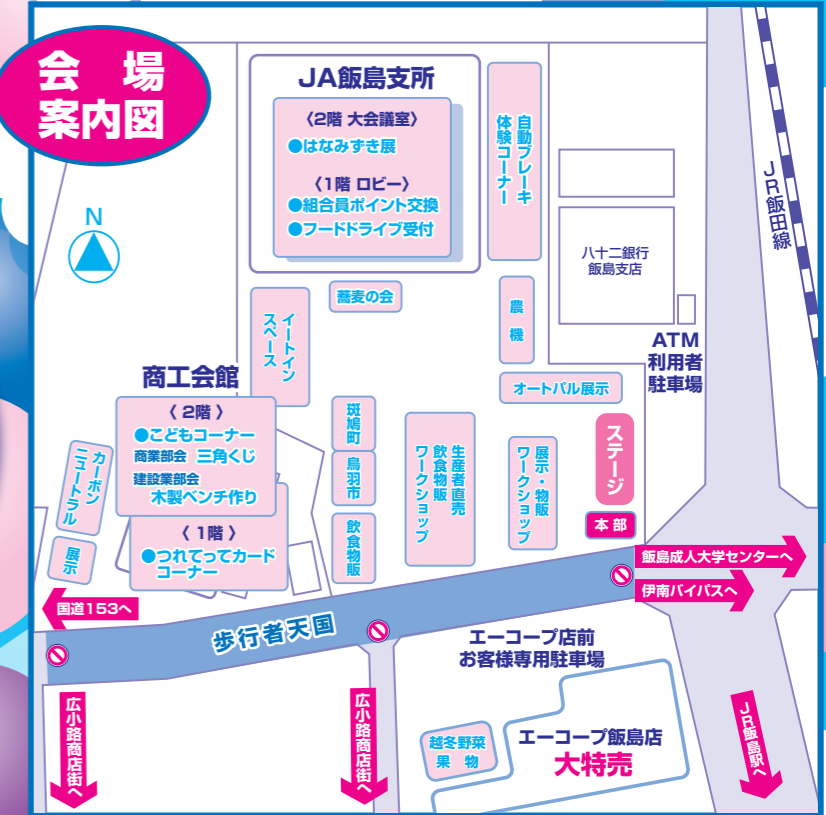 会場
案内図
N
JA飯島支所
〈2階 大会議室〉
●はなみずき展
〈1階 ロビー〉
●組合員ポイント交換
●フードドライブ受付
自動ブレーキ
体験コーナー
JR飯田線
八十二銀行
飯島支店
ATM
利用者
駐車場
蕎麦の会
イートイン
スペース
農機
オートパル展示
商工会館
〈 2階 〉
●こどもコーナー
商業部会 三角くじ
建設業部会
木製ベンチ作り
〈 1階 〉
●つれてってカード
コーナー
カーボン
ニュートラル
展示
斑鳩町
鳥羽市
飲食物販
生産者直売
飲食物販
ワークショップ
展示・物販
ワークショップ
ステージ
本部
飯島成人大学センターへ
伊南バイパスへ
国道153へ
歩行者天国
エーコープ店前
お客様専用駐車場
広小路商店街へ
広小路商店街へ
越冬野菜
果物
エーコープ飯島店
大特売
JR飯島駅へ